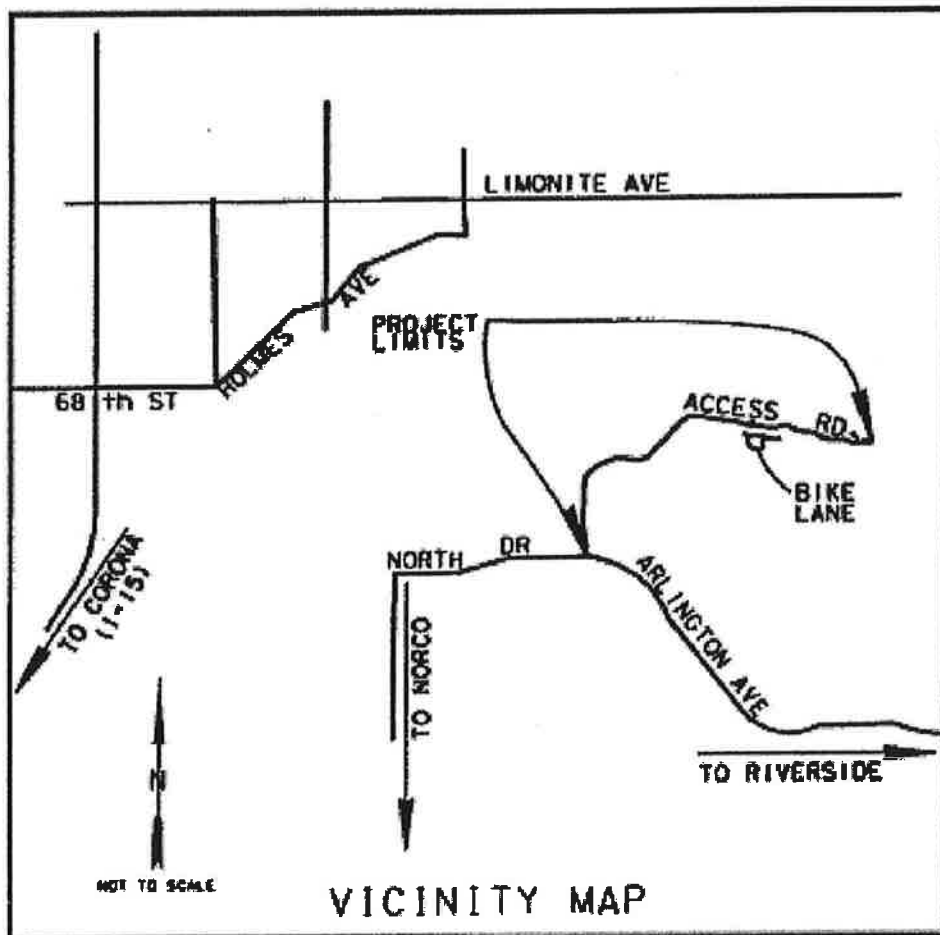 LIMONITE AVE
HOLMES AVE
PROJECT
LIMITS
68 th ST
ACCESS RD.
BIKE
LANE
NORTH DR
ARLINGTON AVE
TO CORONA
(I-15)
TO NORCO
TO RIVERSIDE
N
NOT TO SCALE
VICINITY MAP